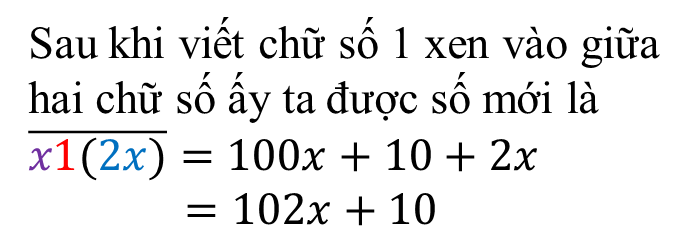 Sau khi viết chữ số 1 xen vào giữa
hai chữ số ấy ta được số mới là
x1(2x) = 100x + 10 + 2x
= 102x + 10